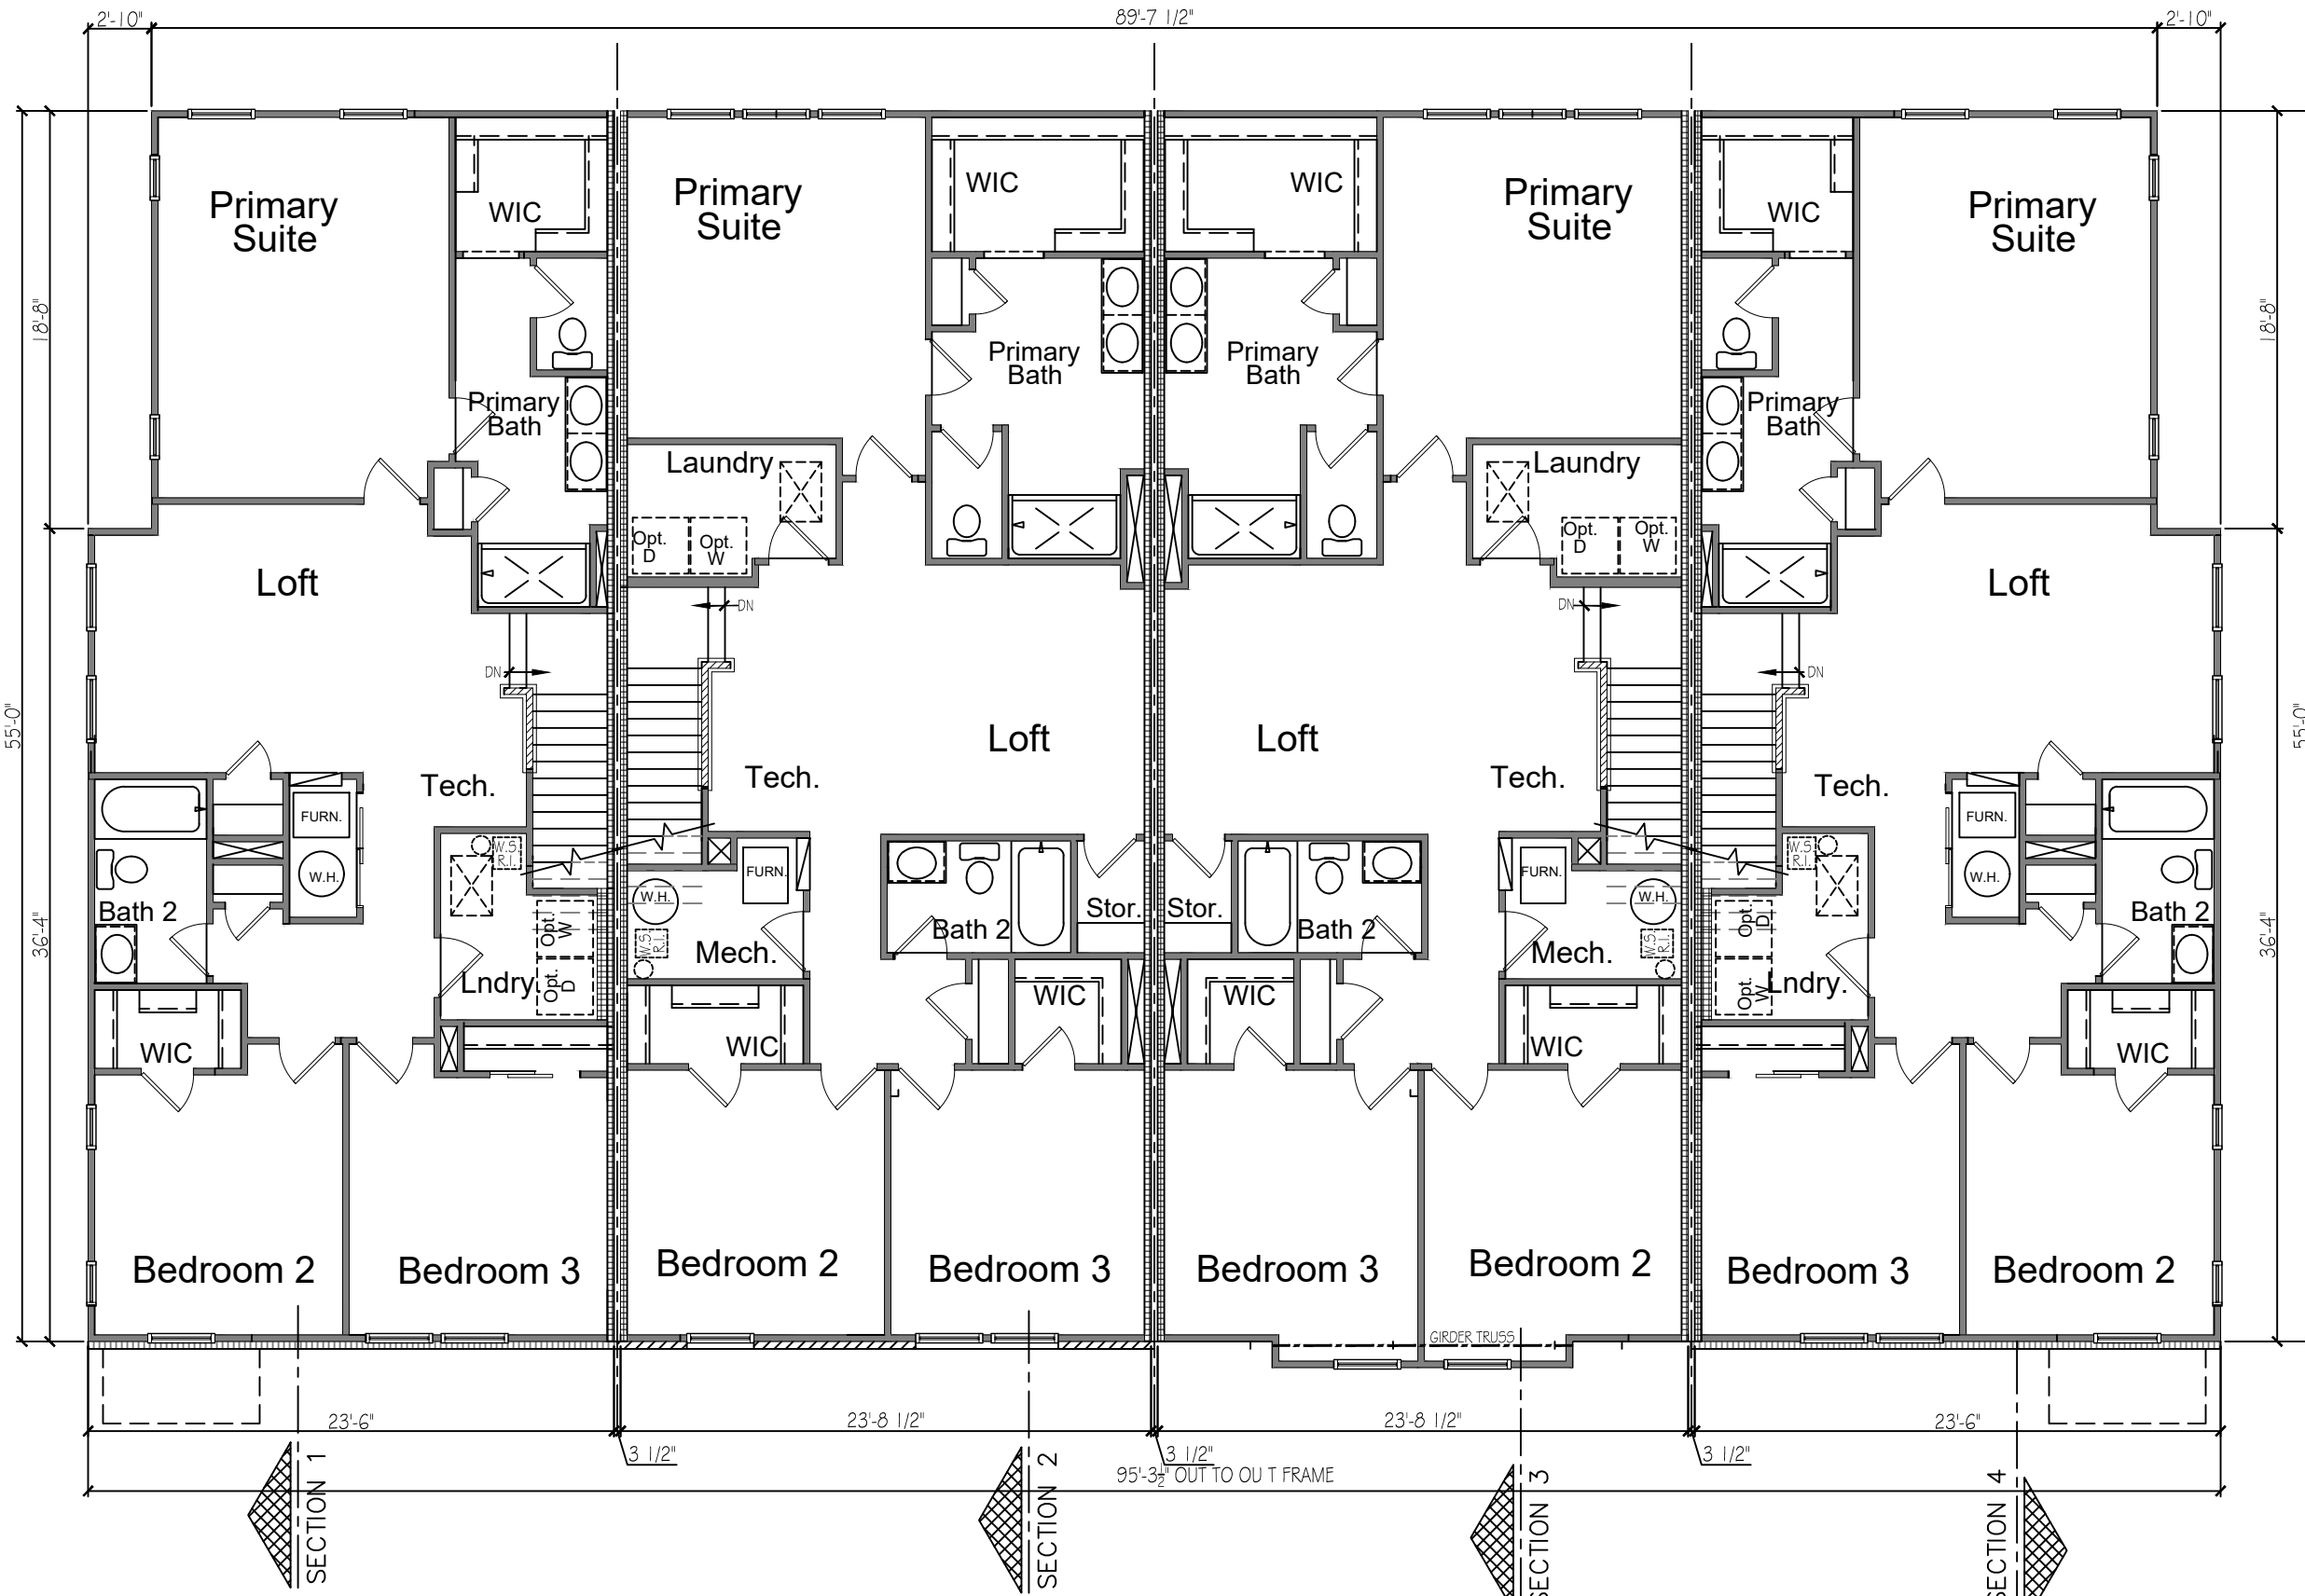 2'-10"
89'-7 1/2"
2'-10"
Primary
Suite
WIC
Primary
Suite
WIC
WIC
Primary
Suite
WIC
Primary
Suite
18'-8"
18'-8"
Primary
Bath
Primary
Bath
Primary
Bath
Primary
Bath
Laundry
Opt.
D
Opt.
W
Laundry
Opt.
D
Opt.
W
Loft
Loft
DN
DN
DN
DN
55'-0"
55'-0"
Loft
Loft
Tech.
Tech.
Tech.
Tech.
FURN.
W.H.
W.S.
R.I.
FURN.
W.H.
W.S.
R.I.
FURN.
W.H.
W.S.
R.I.
W.S.
R.I.
FURN.
W.H.
Bath 2
Opt.
W
Opt.
D
Lndry.
Mech.
Bath 2
Stor.
Stor.
Bath 2
Mech.
Opt.
D
Opt.
W
Lndry.
Bath 2
36'-4"
36'-4"
WIC
WIC
WIC
WIC
WIC
WIC
Bedroom 2
Bedroom 3
Bedroom 2
Bedroom 3
Bedroom 3
Bedroom 2
Bedroom 3
Bedroom 2
GIRDER TRUSS
23'-6"
23'-8 1/2"
23'-8 1/2"
23'-6"
3 1/2"
3 1/2"
3 1/2"
95'-3½" OUT TO OU T FRAME
SECTION 1
SECTION 2
SECTION 3
SECTION 4